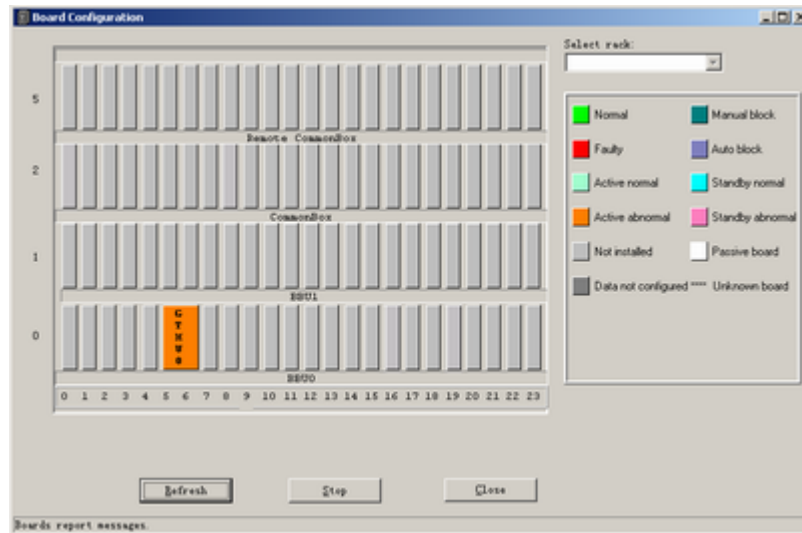 Board Configuration
Select rack:
5
Remote CommonBox
2
CommonBox
1
BBU1
0
G
T
M
U
0
BBU0
0 1 2 3 4 5 6 7 8 9 10 11 12 13 14 15 16 17 18 19 20 21 22 23
Normal Manual block
Faulty Auto block
Active normal Standby normal
Active abnormal Standby abnormal
Not installed Passive board
Data not configured Unknown board
Refresh Stop Close
Boards report messages.